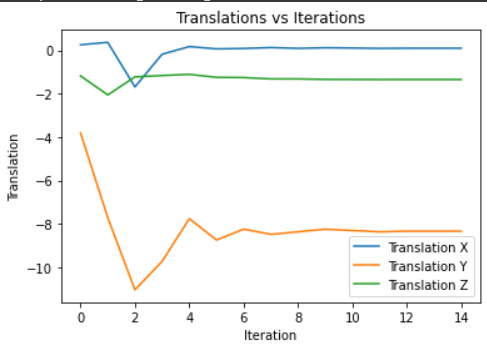 Translations vs Iterations
Translation
0
−2
−4
−6
−8
−10
Translation X
Translation Y
Translation Z
0 2 4 6 8 10 12 14
Iteration